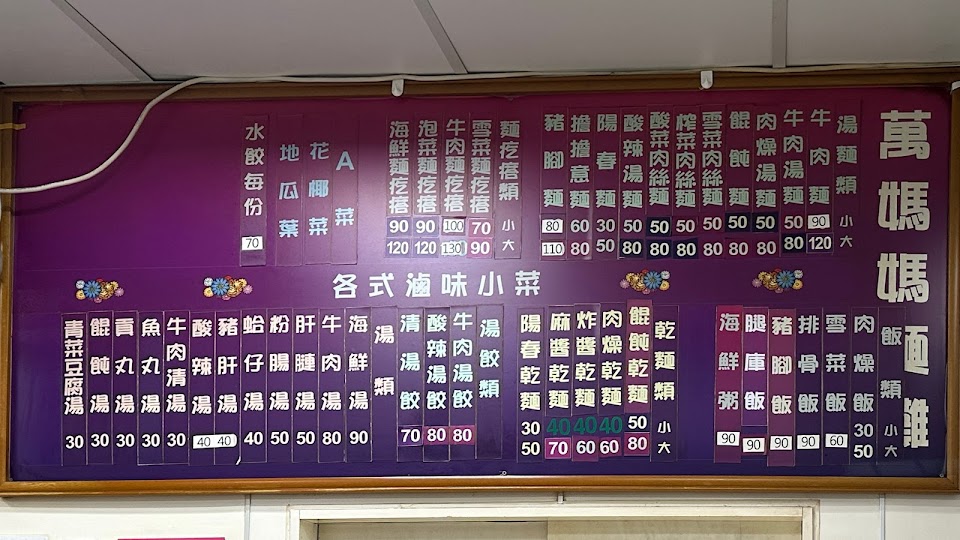 萬媽媽
湯麵類 小 大
牛肉麵 90 120
牛肉湯麵 50 80
肉燥湯麵 50 80
餛飩麵 50 80
雪菜肉絲麵 50 80
榨菜肉絲麵 50 80
酸菜肉絲麵 50 80
酸辣湯麵 50 80
陽春麵 30 50
擔擔意麵 60 80
豬腳麵 80 110
麵疙瘩類 小 大
雪菜麵疙瘩 70 90
牛肉麵疙瘩 100 130
泡菜麵疙瘩 90 120
海鮮麵疙瘩 90 120
A菜
花椰菜
地瓜葉
水餃每份 70
各式滷味小菜
飯類 小 大
肉燥飯 30 50
雪菜飯 60
排骨飯 90
豬腳飯 90
腿庫飯 90
海鮮粥 90
乾麵類 小 大
餛飩乾麵 50 80
肉燥乾麵 40 60
炸醬乾麵 40 60
麻醬乾麵 40 70
陽春乾麵 30 50
湯餃類
牛肉湯餃 80
酸辣湯餃 80
清湯餃 70
湯類
海鮮湯 90
牛肉湯 80
肝腱湯 50
粉腸湯 50
蛤仔湯 40
豬肝湯 40
酸辣湯 40
牛肉清湯 30
魚丸湯 30
貢丸湯 30
餛飩湯 30
青菜豆腐湯 30